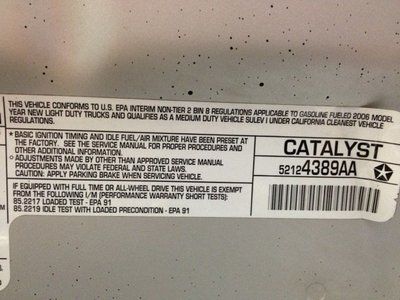 THIS VEHICLE CONFORMS TO U.S. EPA INTERIM NON-TIER 2 BIN 8 REGULATIONS APPLICABLE TO GASOLINE FUELED 2006 MODEL
YEAR NEW LIGHT DUTY TRUCKS AND QUALIFIES AS A MEDIUM DUTY VEHICLE SULEV I UNDER CALIFORNIA CLEANEST VEHICLE
REGULATIONS.
* BASIC IGNITION TIMING AND IDLE FUEL/AIR MIXTURE HAVE BEEN PRESET AT
THE FACTORY. SEE THE SERVICE MANUAL FOR PROPER PROCEDURES AND
OTHER ADDITIONAL INFORMATION.
○ ADJUSTMENTS MADE BY OTHER THAN APPROVED SERVICE MANUAL
PROCEDURES MAY VIOLATE FEDERAL AND STATE LAWS.
CAUTION: APPLY PARKING BRAKE WHEN SERVICING VEHICLE.
IF EQUIPPED WITH FULL TIME OR ALL-WHEEL DRIVE THIS VEHICLE IS EXEMPT
FROM THE FOLLOWING I/M (PERFORMANCE WARRANTY SHORT TESTS):
85.2217 LOADED TEST - EPA 91
85.2219 IDLE TEST WITH LOADED PRECONDITION - EPA 91
CATALYST
52124389AA